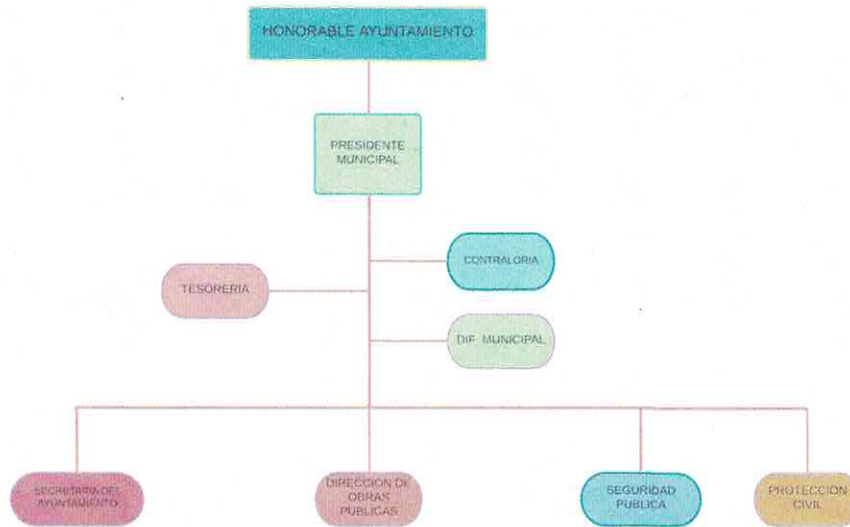 HONORABLE AYUNTAMIENTO
PRESIDENTE
MUNICIPAL
CONTRALORIA
TESORERIA
DIF. MUNICIPAL
SECRETARIA DEL
AYUNTAMIENTO
DIRECCION DE
OBRAS
PUBLICAS
SEGURIDAD
PUBLICA
PROTECCION
CIVIL